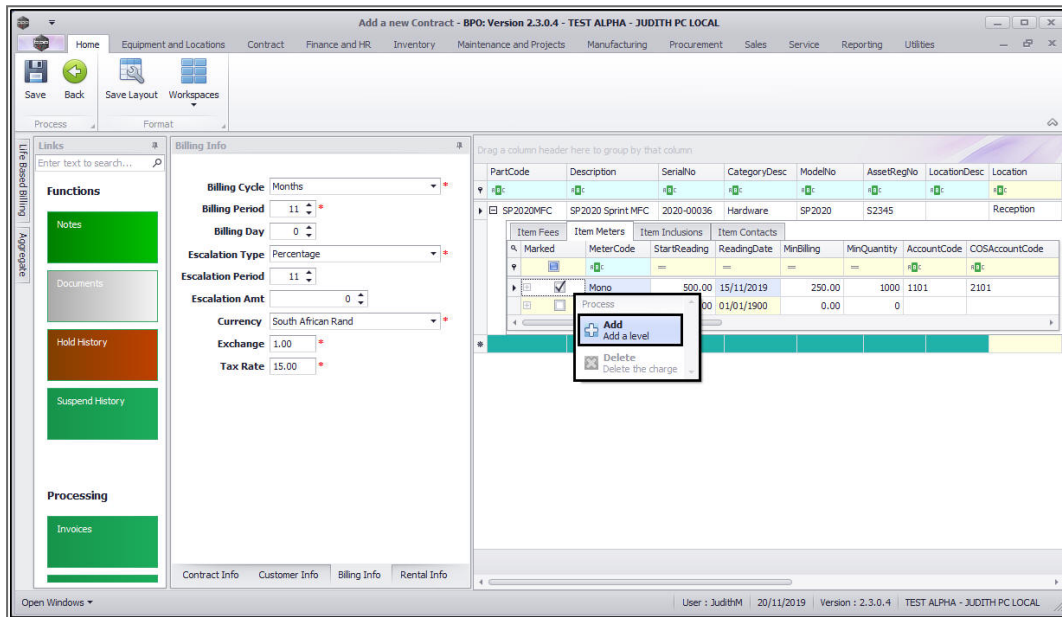 Add a new Contract - BPO: Version 2.3.0.4 - TEST ALPHA - JUDITH PC LOCAL
Home Equipment and Locations Contract Finance and HR Inventory Maintenance and Projects Manufacturing Procurement Sales Service Reporting Utilities
Save Back Save Layout Workspaces
Process Format
Life Based Billing
Aggregate
Links
Enter text to search...
Functions
Notes
Documents
Hold History
Suspend History
Processing
Invoices
Billing Info
Billing Cycle Months *
Billing Period 11 *
Billing Day 0
Escalation Type Percentage *
Escalation Period 11
Escalation Amt 0
Currency South African Rand *
Exchange 1.00 *
Tax Rate 15.00 *
Contract Info Customer Info Billing Info Rental Info
Drag a column header here to group by that column
PartCode Description SerialNo CategoryDesc ModelNo AssetRegNo LocationDesc Location
SP2020MFC SP2020 Sprint MFC 2020-00036 Hardware SP2020 S2345 Reception
Item Fees Item Meters Item Inclusions Item Contacts
Marked MeterCode StartReading ReadingDate MinBilling MinQuantity AccountCode COSAccountCode
= = = =
Mono 500.00 15/11/2019 250.00 1000 1101 2101
00 01/01/1900 0.00 0
Process
Add
Add a level
Delete
Delete the charge
Open Windows
User : JudithM 20/11/2019 Version : 2.3.0.4 TEST ALPHA - JUDITH PC LOCAL